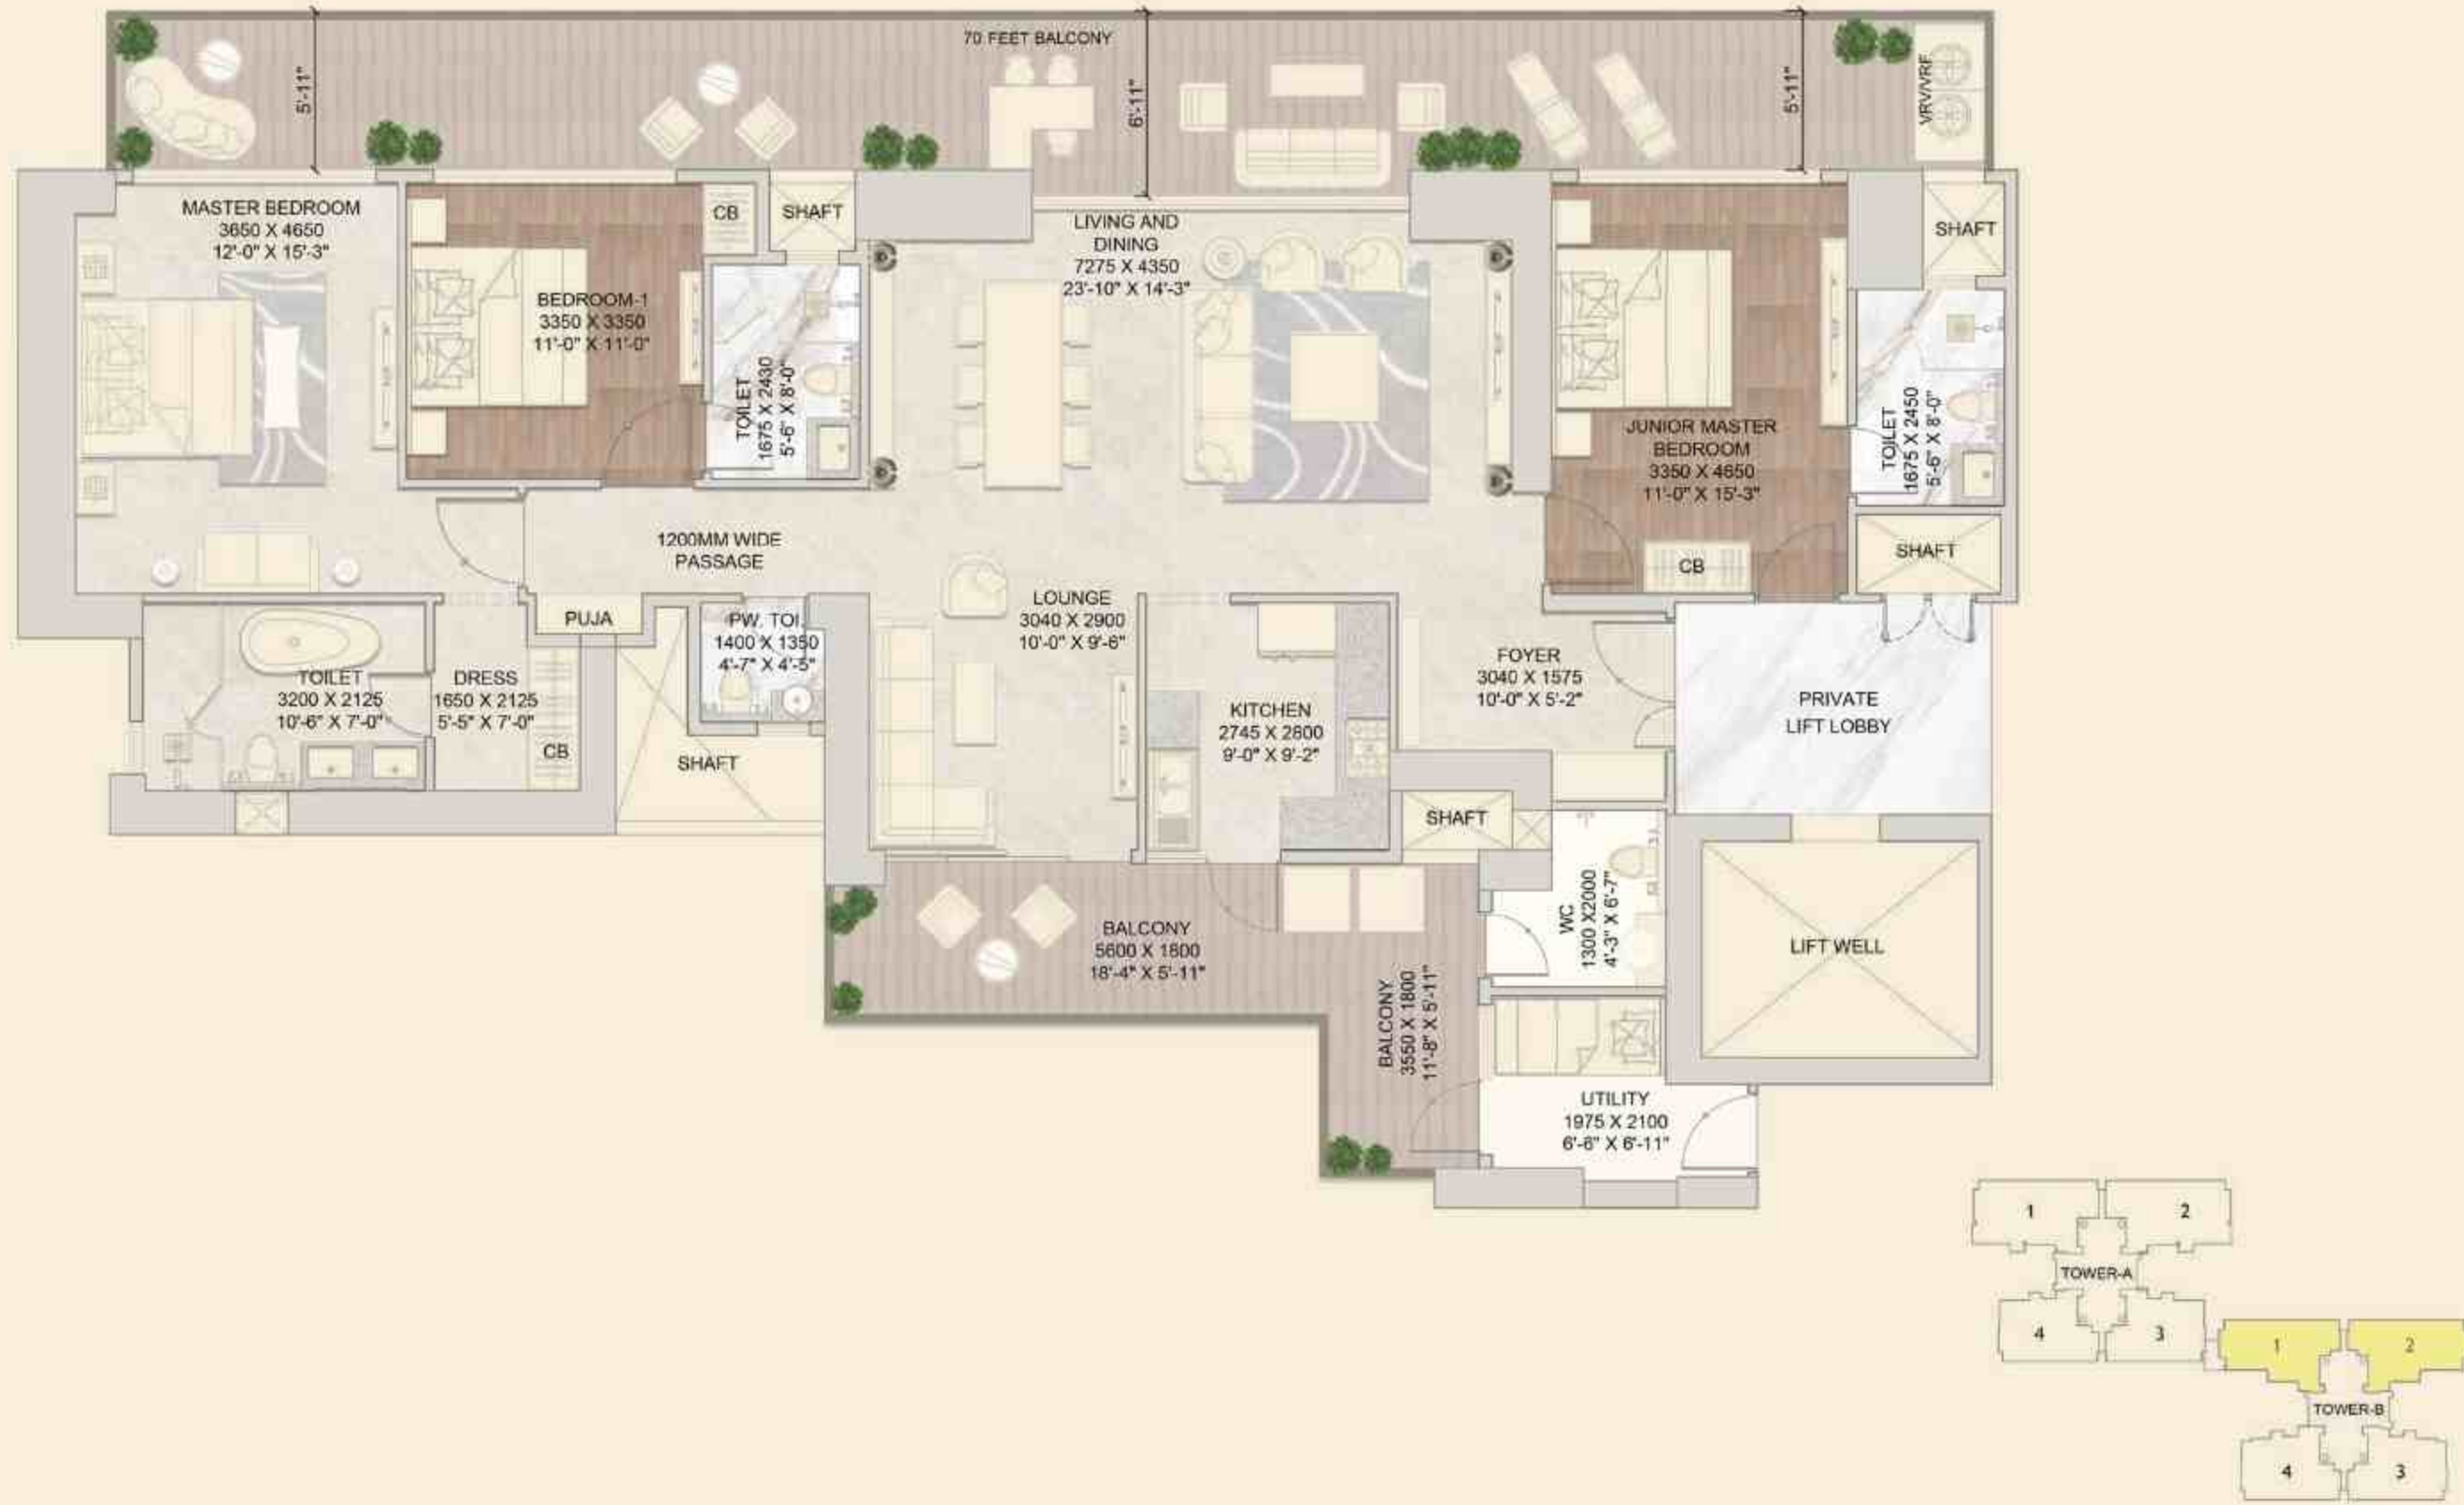 70 FEET BALCONY
5'-11"
6'-11"
5'-11"
VRV/VRF
MASTER BEDROOM
3650 X 4650
12'-0" X 15'-3"
BEDROOM-1
3350 X 3350
11'-0" X 11'-0"
CB
SHAFT
TOILET
1675 X 2430
5'-6" X 8'-0"
LIVING AND
DINING
7275 X 4350
23'-10" X 14'-3"
JUNIOR MASTER
BEDROOM
3350 X 4650
11'-0" X 15'-3"
CB
SHAFT
TOILET
1675 X 2450
5'-6" X 8'-0"
SHAFT
1200MM WIDE
PASSAGE
PUJA
PW. TOI.
1400 X 1350
4'-7" X 4'-5"
LOUNGE
3040 X 2900
10'-0" X 9'-6"
TOILET
3200 X 2125
10'-6" X 7'-0"
DRESS
1650 X 2125
5'-5" X 7'-0"
CB
SHAFT
KITCHEN
2745 X 2800
9'-0" X 9'-2"
FOYER
3040 X 1575
10'-0" X 5'-2"
PRIVATE
LIFT LOBBY
SHAFT
WC
1300 X2000
4'-3" X 6'-7"
LIFT WELL
BALCONY
5600 X 1800
18'-4" X 5'-11"
BALCONY
3550 X 1800
11'-8" X 5'-11"
UTILITY
1975 X 2100
6'-6" X 6'-11"
1
2
TOWER-A
4
3
1
2
TOWER-B
4
3